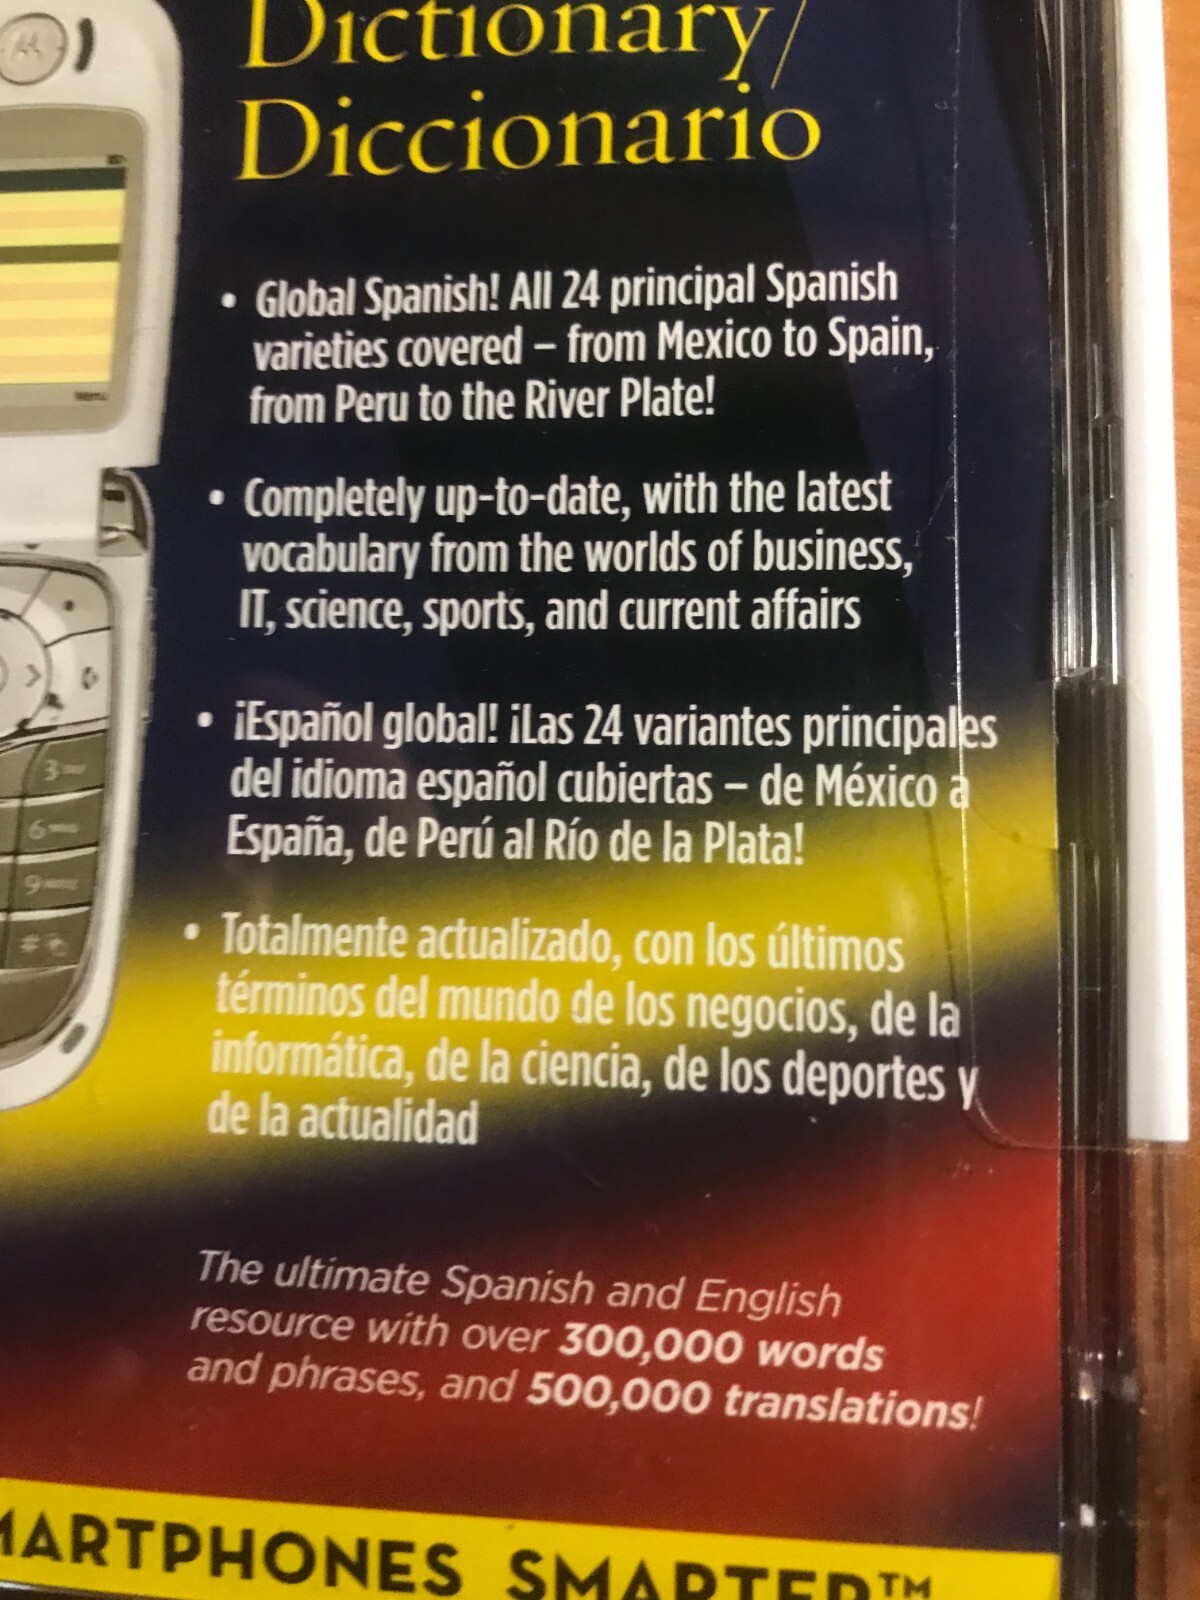 Dictionary/
Diccionario
• Global Spanish! All 24 principal Spanish
varieties covered – from Mexico to Spain,
from Peru to the River Plate!
• Completely up-to-date, with the latest
vocabulary from the worlds of business,
IT, science, sports, and current affairs
• ¡Español global! ¡Las 24 variantes principales
del idioma español cubiertas – de México a
España, de Perú al Río de la Plata!
• Totalmente actualizado, con los últimos
términos del mundo de los negocios, de la
informática, de la ciencia, de los deportes y
de la actualidad
The ultimate Spanish and English
resource with over 300,000 words
and phrases, and 500,000 translations!
MARTPHONES SMARTER™
Menu
3
6
9
#